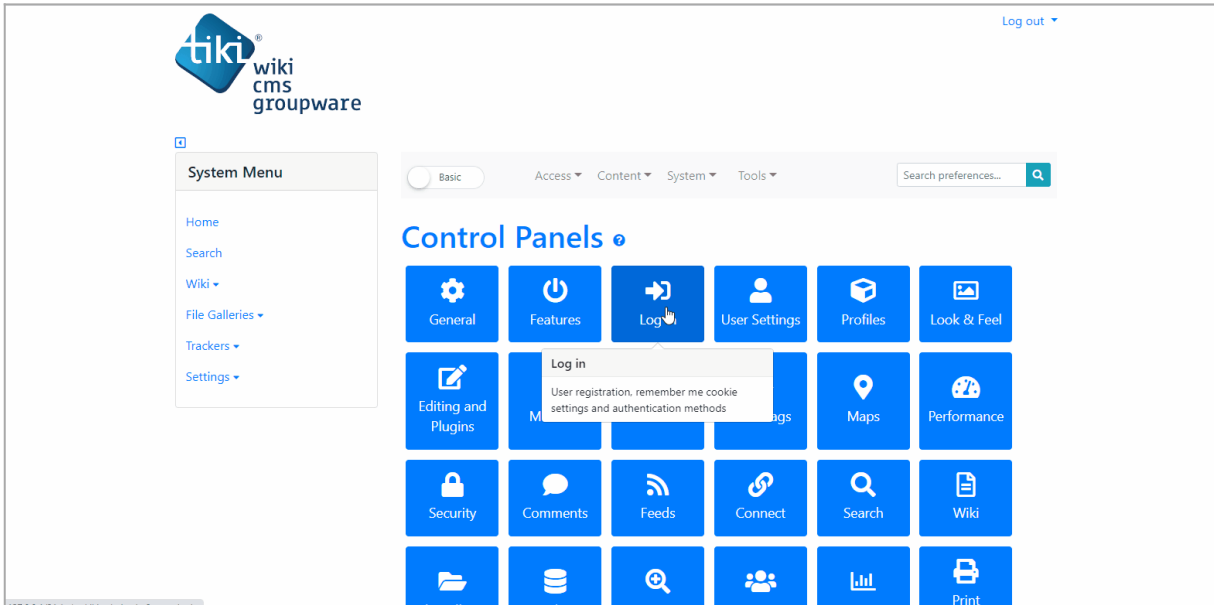 Log out
tiki®
wiki
cms
groupware
System Menu
Home
Search
Wiki
File Galleries
Trackers
Settings
Basic
Access
Content
System
Tools
Search preferences...
Control Panels
General
Features
User Settings
Profiles
Look & Feel
Log in
User registration, remember me cookie
settings and authentication methods
Editing and
Plugins
Maps
Performance
Security
Comments
Feeds
Connect
Search
Wiki
Print